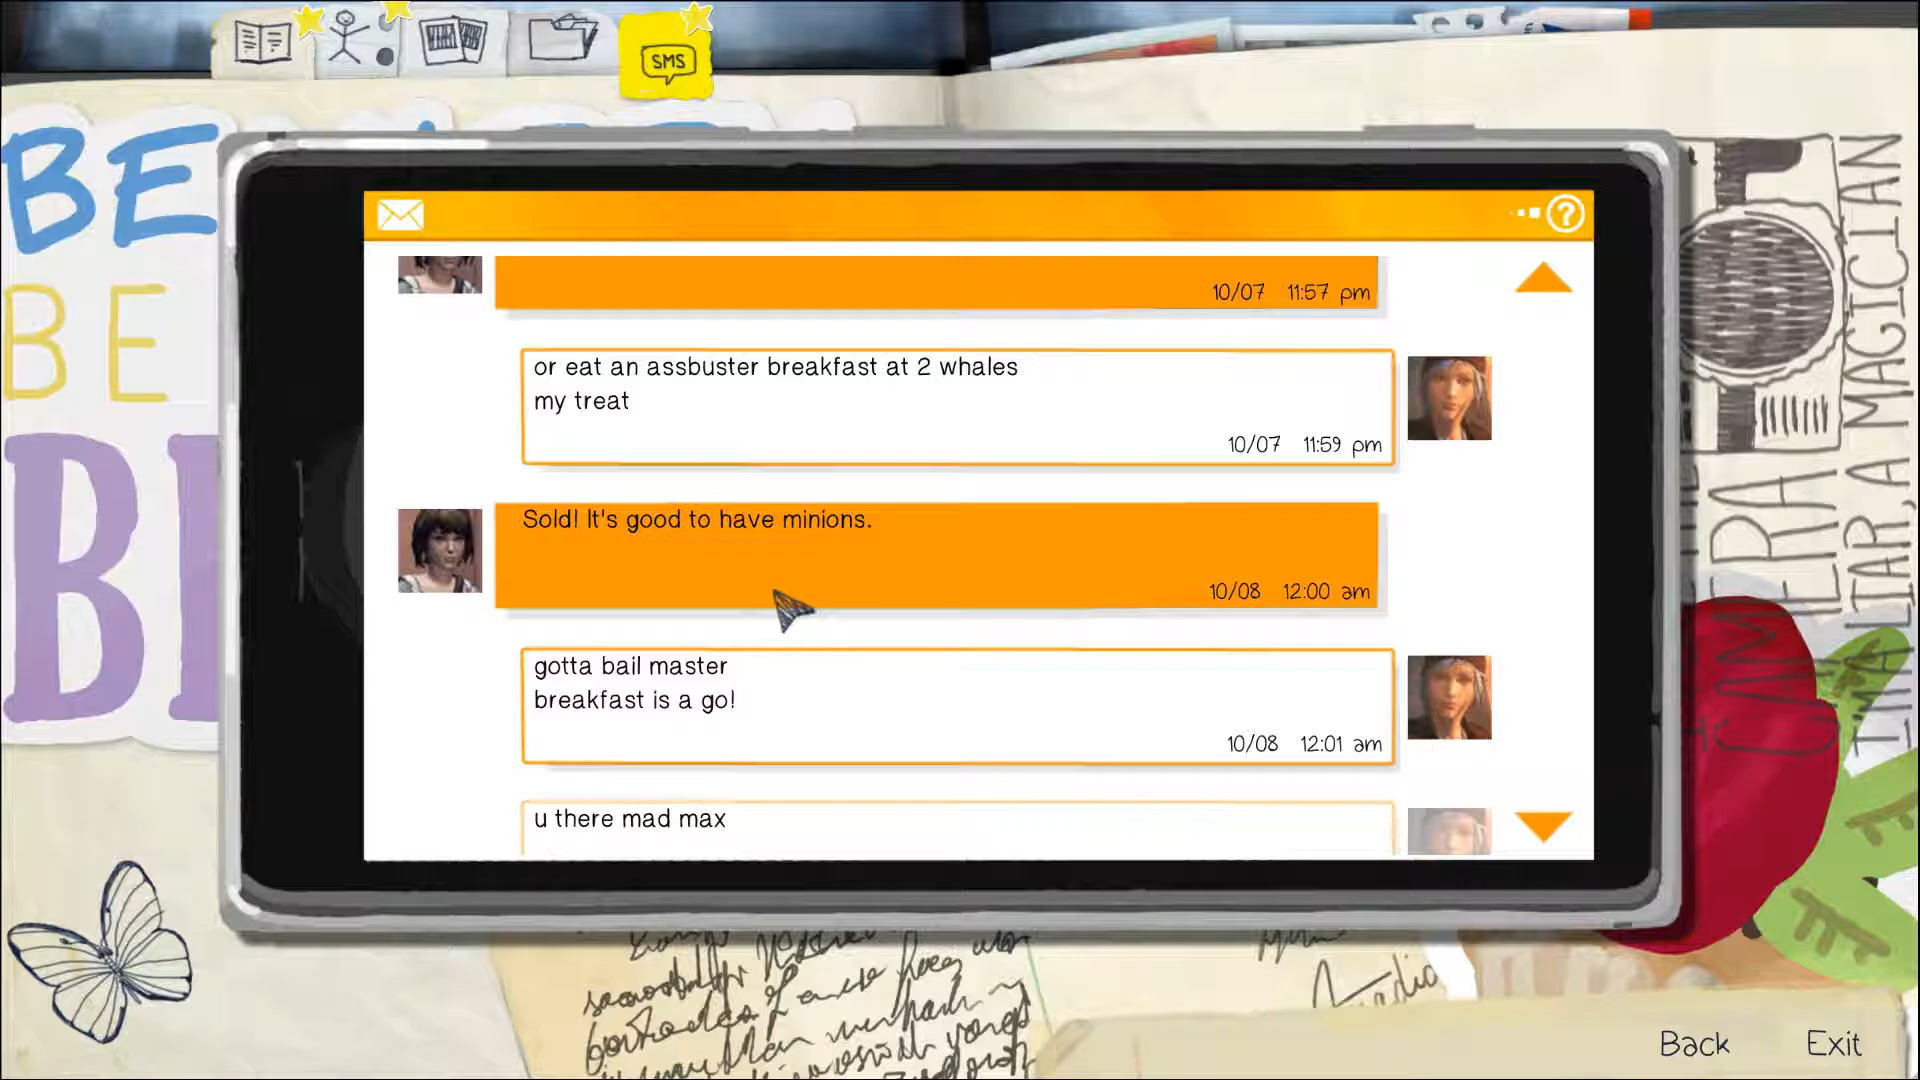 SMS
BE
BE
10/07 11:57 pm
or eat an assbuster breakfast at 2 whales
my treat
10/07 11:59 pm
Sold! It's good to have minions.
10/08 12:00 am
gotta bail master
breakfast is a go!
10/08 12:01 am
u there mad max
CAMERA
LIAR, A MAGICIAN
Back
Exit